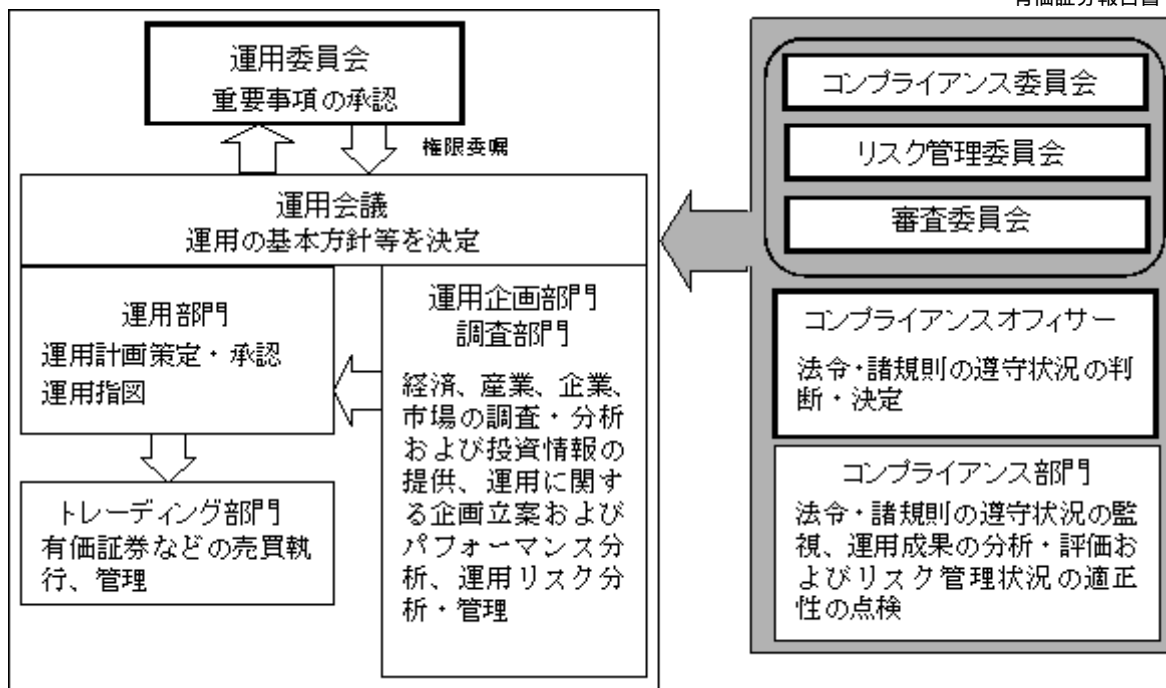 運用委員会
重要事項の承認
権限委嘱
運用会議
運用の基本方針等を決定
運用部門
運用計画策定・承認
運用指図
運用企画部門
調査部門
経済、産業、企業、
市場の調査・分析
および投資情報の
提供、運用に関す
る企画立案および
パフォーマンス分
析、運用リスク分
析・管理
トレーディング部門
有価証券などの売買執
行、管理
コンプライアンス委員会
リスク管理委員会
審査委員会
コンプライアンスオフィサー
法令・諸規則の遵守状況の判
断・決定
コンプライアンス部門
法令・諸規則の遵守状況の監
視、運用成果の分析・評価お
よびリスク管理状況の適正
性の点検